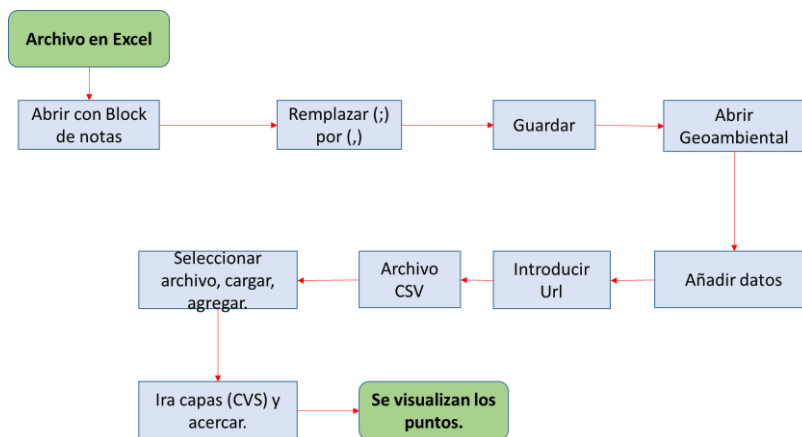 Archivo en Excel
Abrir con Block
de notas
Remplazar (;)
por (,)
Guardar
Abrir
Geoambiental
Añadir datos
Introducir
Url
Archivo
CSV
Seleccionar
archivo, cargar,
agregar.
Ira capas (CVS) y
acercar.
Se visualizan los
puntos.